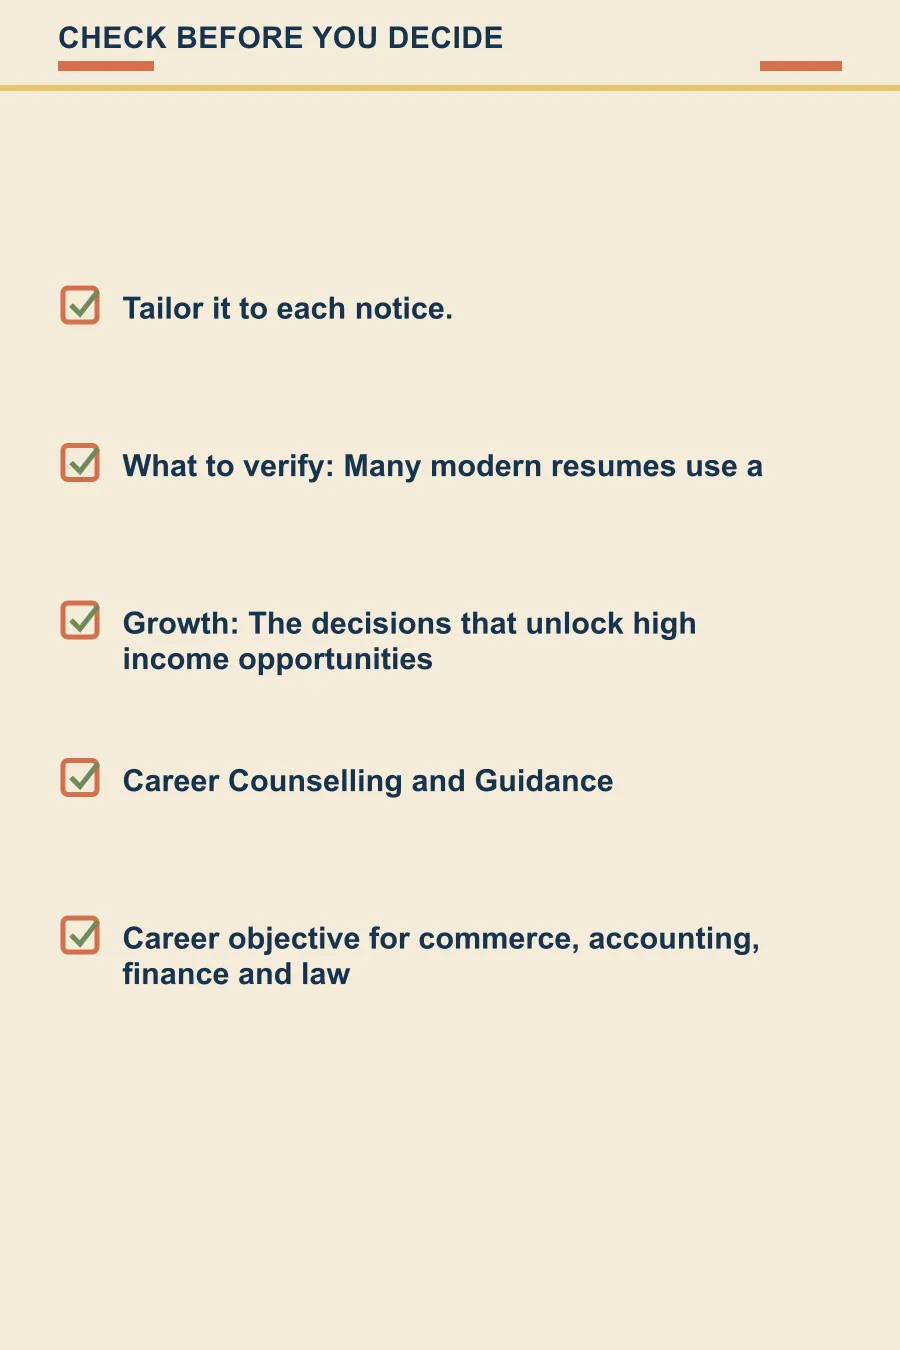 CHECK BEFORE YOU DECIDE
Tailor it to each notice.
What to verify: Many modern resumes use a
Growth: The decisions that unlock high
income opportunities
Career Counselling and Guidance
Career objective for commerce, accounting,
finance and law